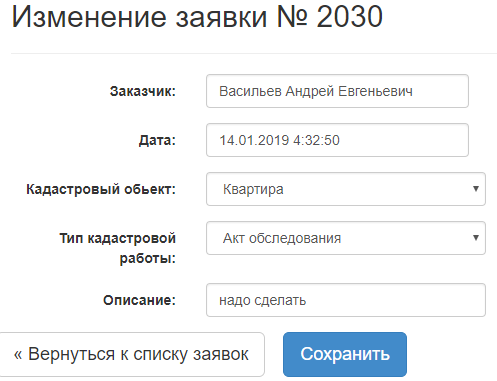 Изменение заявки № 2030
Заказчик: Васильев Андрей Евгеньевич
Дата: 14.01.2019 4:32:50
Кадастровый обьект: Квартира
Тип кадастровой работы: Акт обследования
Описание: надо сделать
« Вернуться к списку заявок Сохранить